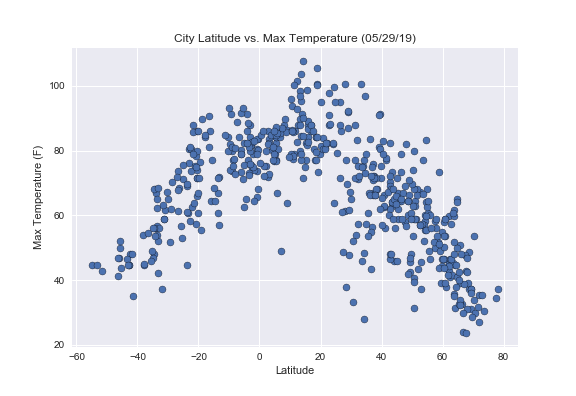 City Latitude vs. Max Temperature (05/29/19)
100
80
60
40
20
Max Temperature (F)
−60 −40 −20 0 20 40 60 80
Latitude